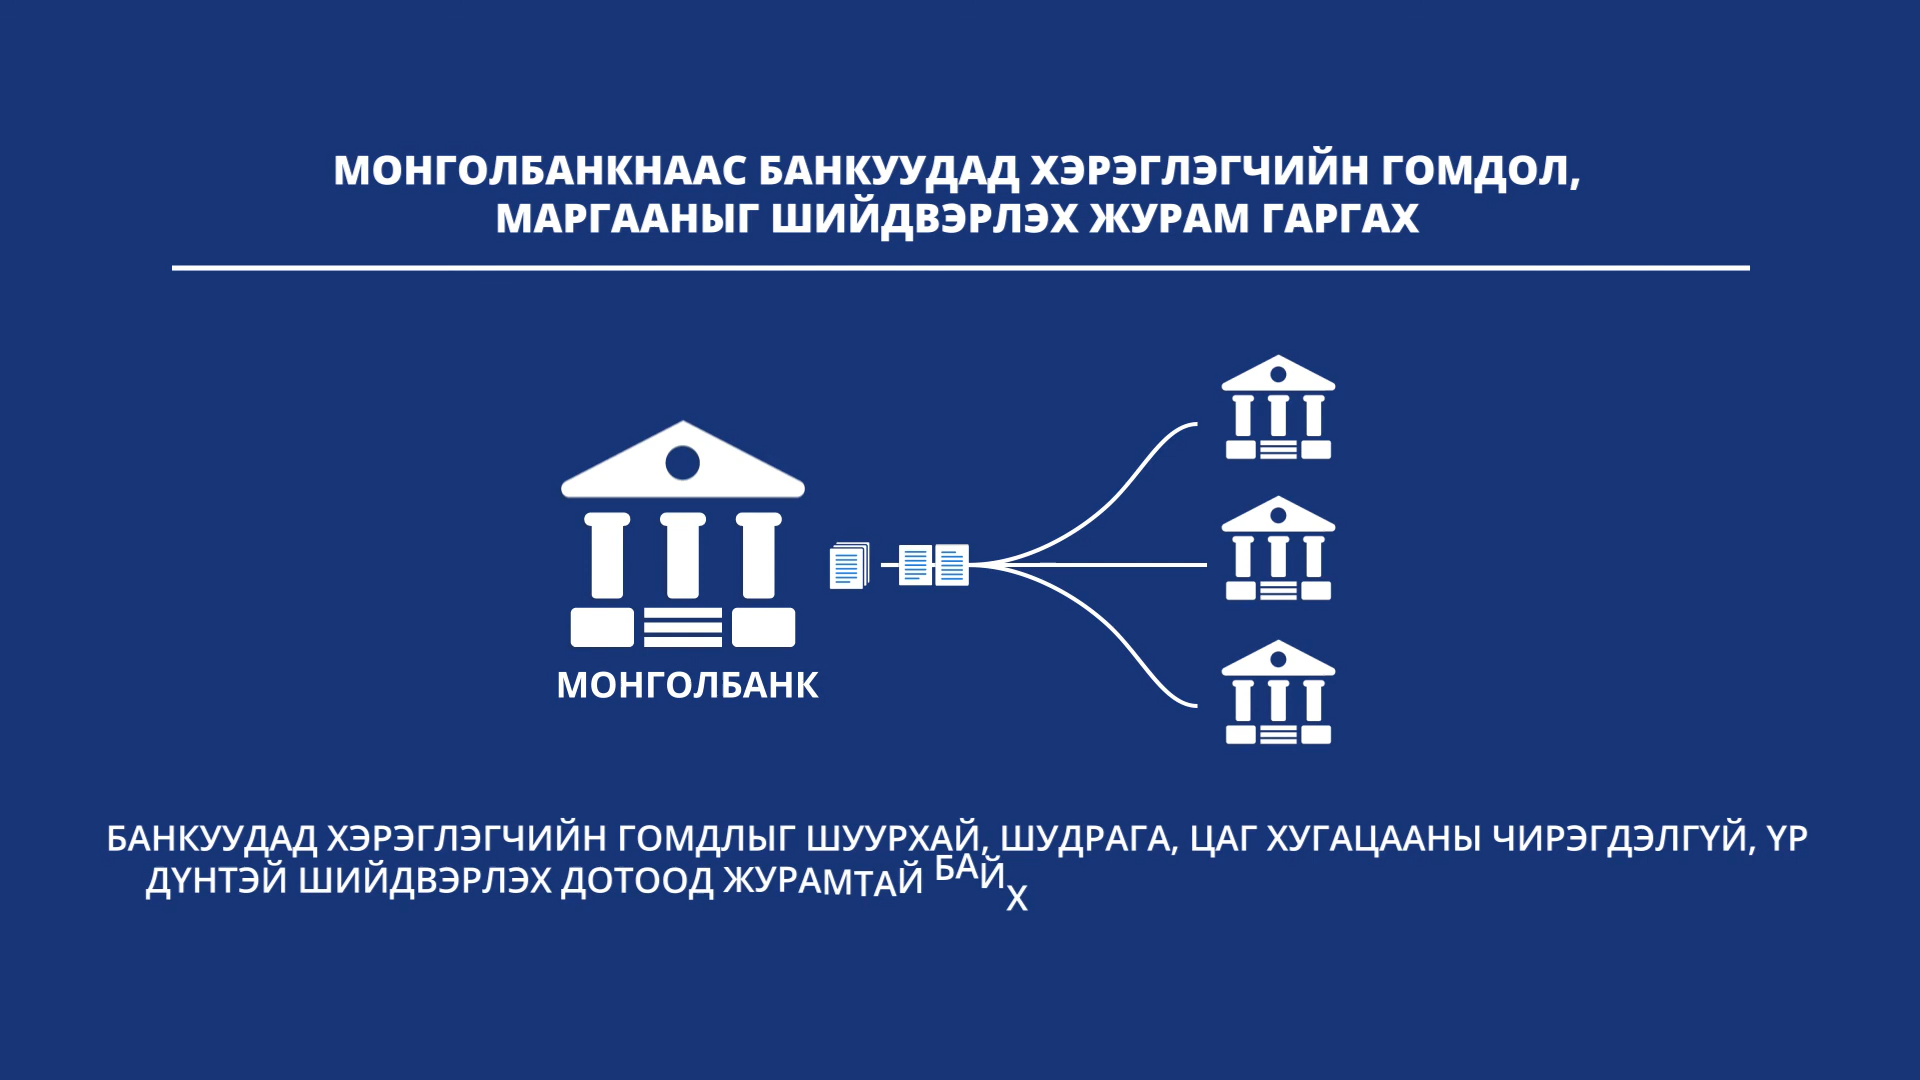 МОНГОЛБАНКНААС БАНКУУДАД ХЭРЭГЛЭГЧИЙН ГОМДОЛ,
МАРГААНЫГ ШИЙДВЭРЛЭХ ЖУРАМ ГАРГАХ
МОНГОЛБАНК
БАНКУУДАД ХЭРЭГЛЭГЧИЙН ГОМДЛЫГ ШУУРХАЙ, ШУДРАГА, ЦАГ ХУГАЦААНЫ ЧИРЭГДЭЛГҮЙ, ҮР
ДҮНТЭЙ ШИЙДВЭРЛЭХ ДОТООД ЖУРАМТАЙ БАЙХ